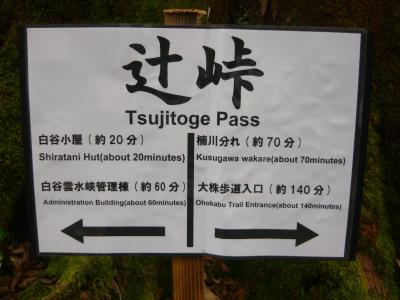 辻峠
Tsujitoge Pass
白谷小屋(約20分)
Shiratani Hut(about 20minutes)
白谷雲水峡管理棟(約60分)
Administration Building(about 60minutes)
楠川分れ(約70分)
Kusugawa wakare(about 70minutes)
大株歩道入口(約140分)
Ohokabu Trail Entrance(about 140minutes)